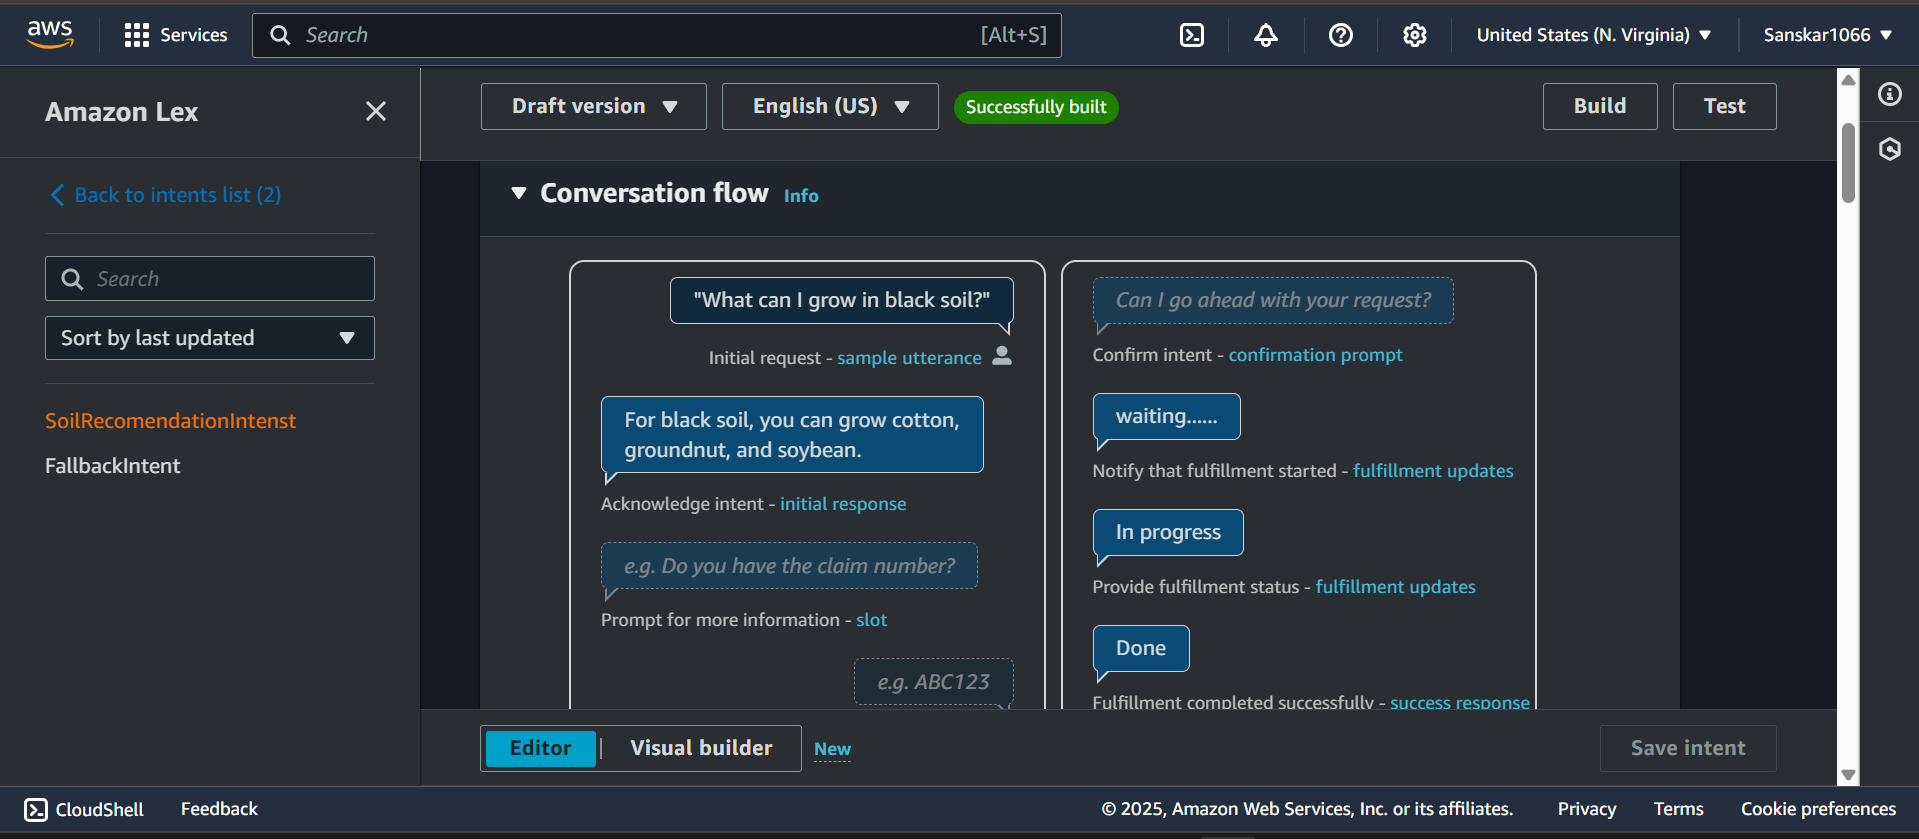 aws
Services
Search
[Alt+S]
United States (N. Virginia)
Sanskar1066
Amazon Lex
Back to intents list (2)
Search
Sort by last updated
SoilRecomendationIntenst
FallbackIntent
Draft version
English (US)
Successfully built
Build
Test
Conversation flow Info
"What can I grow in black soil?"
Initial request - sample utterance
For black soil, you can grow cotton,
groundnut, and soybean.
Acknowledge intent - initial response
e.g. Do you have the claim number?
Prompt for more information - slot
e.g. ABC123
Can I go ahead with your request?
Confirm intent - confirmation prompt
waiting......
Notify that fulfillment started - fulfillment updates
In progress
Provide fulfillment status - fulfillment updates
Done
Fulfillment completed successfully - success response
Editor
Visual builder
New
Save intent
CloudShell
Feedback
© 2025, Amazon Web Services, Inc. or its affiliates.
Privacy
Terms
Cookie preferences